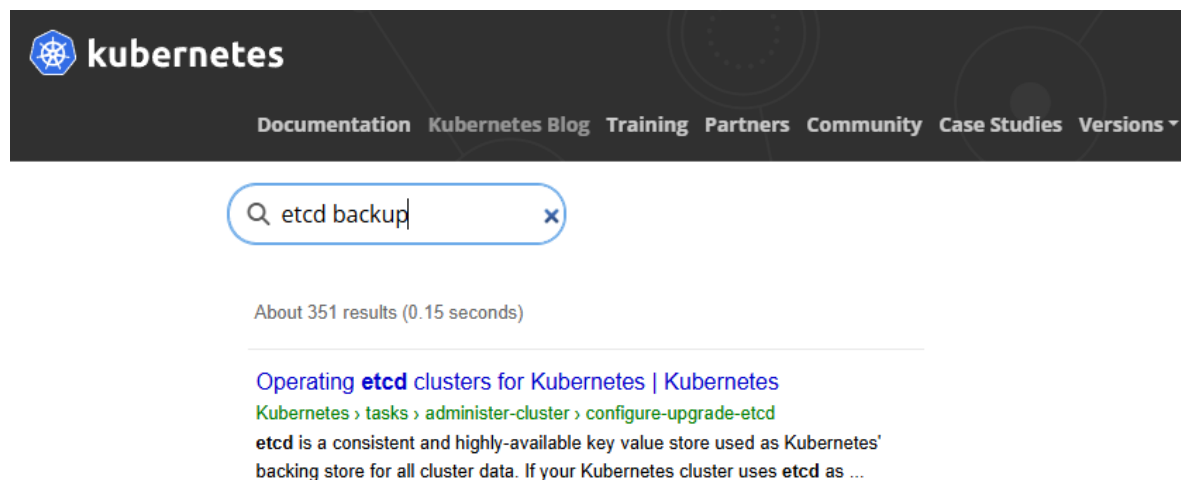 kubernetes
Documentation Kubernetes Blog Training Partners Community Case Studies Versions
etcd backup
About 351 results (0.15 seconds)
Operating etcd clusters for Kubernetes | Kubernetes
Kubernetes › tasks › administer-cluster › configure-upgrade-etcd
etcd is a consistent and highly-available key value store used as Kubernetes'
backing store for all cluster data. If your Kubernetes cluster uses etcd as ...